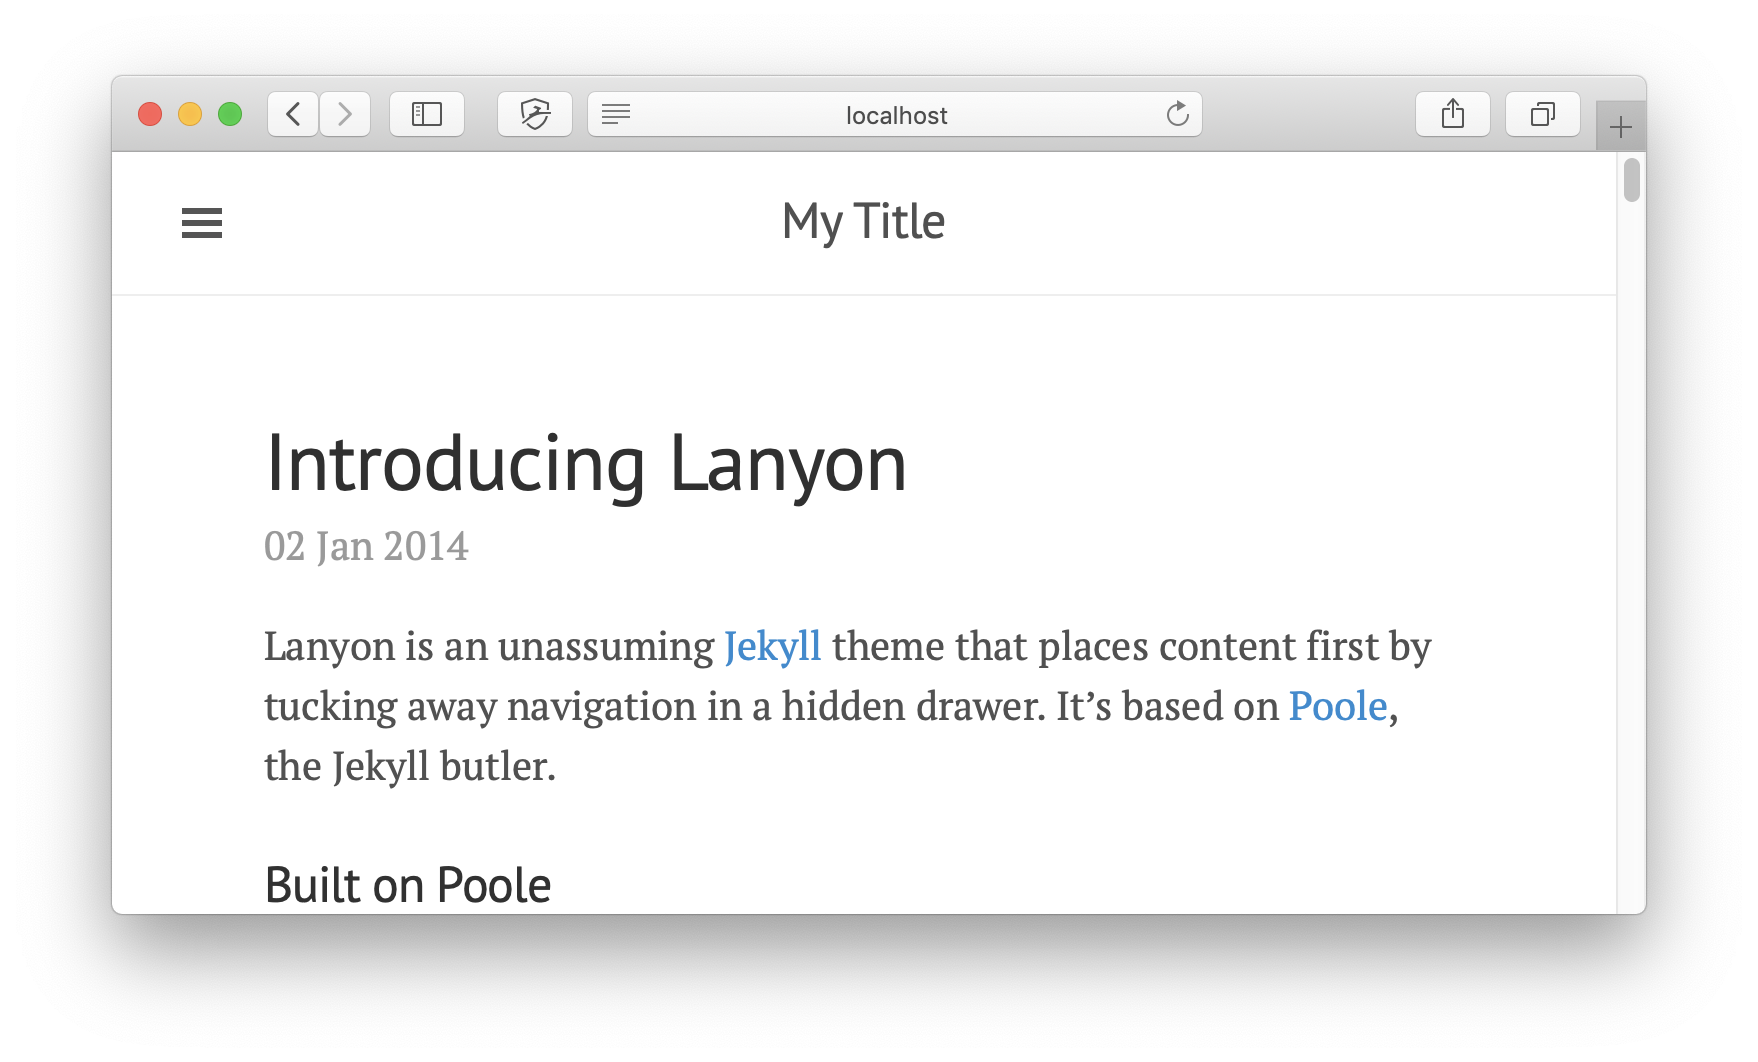 localhost
My Title
Introducing Lanyon
02 Jan 2014
Lanyon is an unassuming Jekyll theme that places content first by
tucking away navigation in a hidden drawer. It’s based on Poole,
the Jekyll butler.
Built on Poole